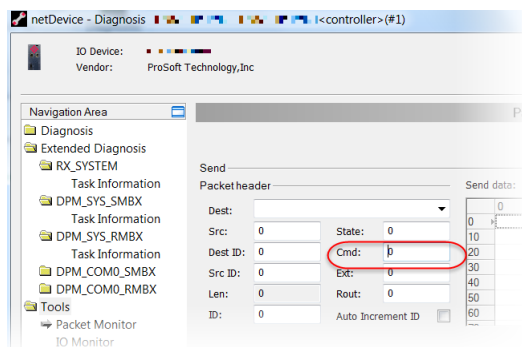 netDevice - Diagnosis <controller>(#1)
IO Device:
Vendor: ProSoft Technology,Inc
Navigation Area
Diagnosis
Extended Diagnosis
RX_SYSTEM
Task Information
DPM_SYS_SMBX
Task Information
DPM_SYS_RMBX
Task Information
DPM_COM0_SMBX
DPM_COM0_RMBX
Tools
Packet Monitor
IO Monitor
P
Send
Packet header
Dest:
Src: 0 State: 0
Dest ID: 0 Cmd: 0
Src ID: 0 Ext: 0
Len: 0 Rout: 0
ID: 0 Auto Increment ID
Send data:
0
0
10
20
30
40
50
60